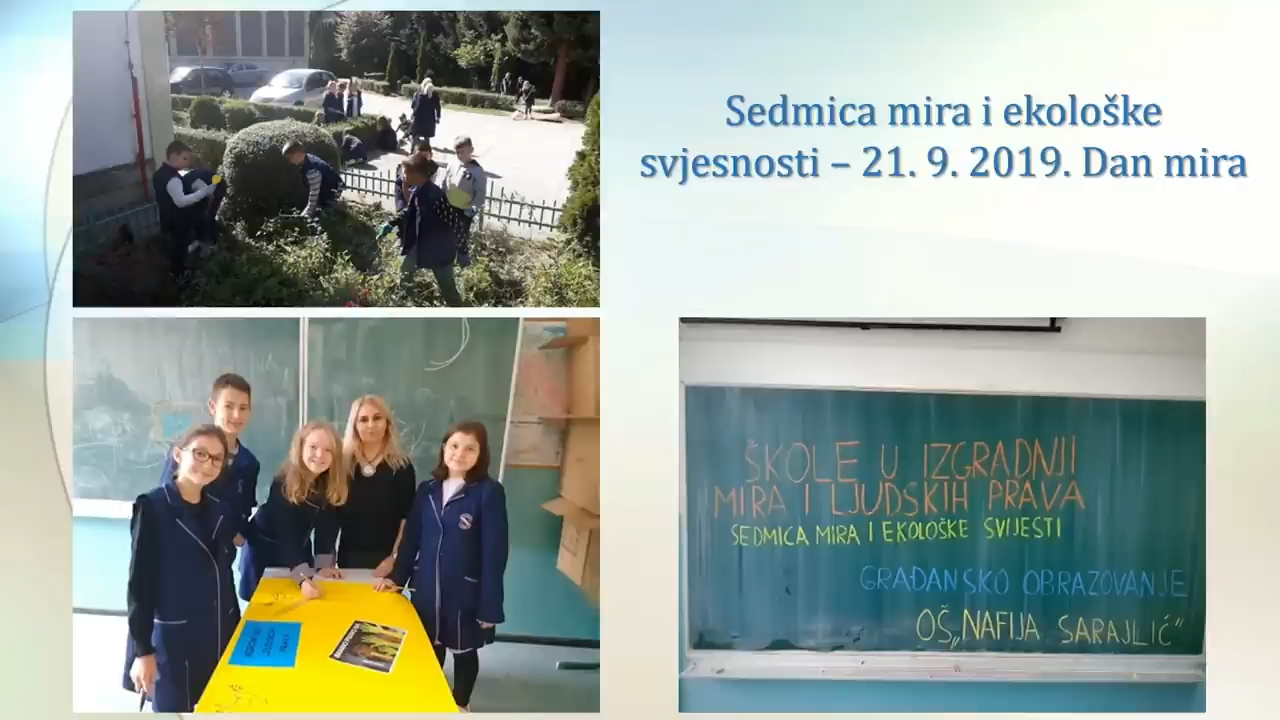 Sedmica mira i ekološke
svjesnosti – 21. 9. 2019. Dan mira
ŠKOLE U IZGRADNJI
MIRA I LJUDSKIH PRAVA
SEDMICA MIRA I EKOLOŠKE SVIJESTI
GRAĐANSKO OBRAZOVANJE
OŠ„NAFIJA SARAJLIĆ"